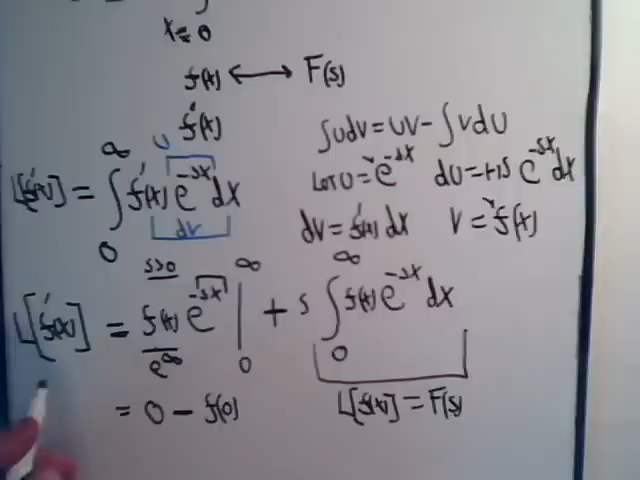 x=0
f(x) ⟷ F(s)
f'(x)
∫udv = uv - ∫vdu
L[f'(x)] = ∫₀^∞ f'(x) e^{-sx} dx
u
dv
Let u = e^{-sx} du = -s e^{-sx} dx
dv = f'(x) dx v = f(x)
s>0
L[f'(x)] = f(x) e^{-sx} |₀^∞ + s ∫₀^∞ f(x) e^{-sx} dx
e^∞
= 0 - f(0) L[f(x)] = F(s)